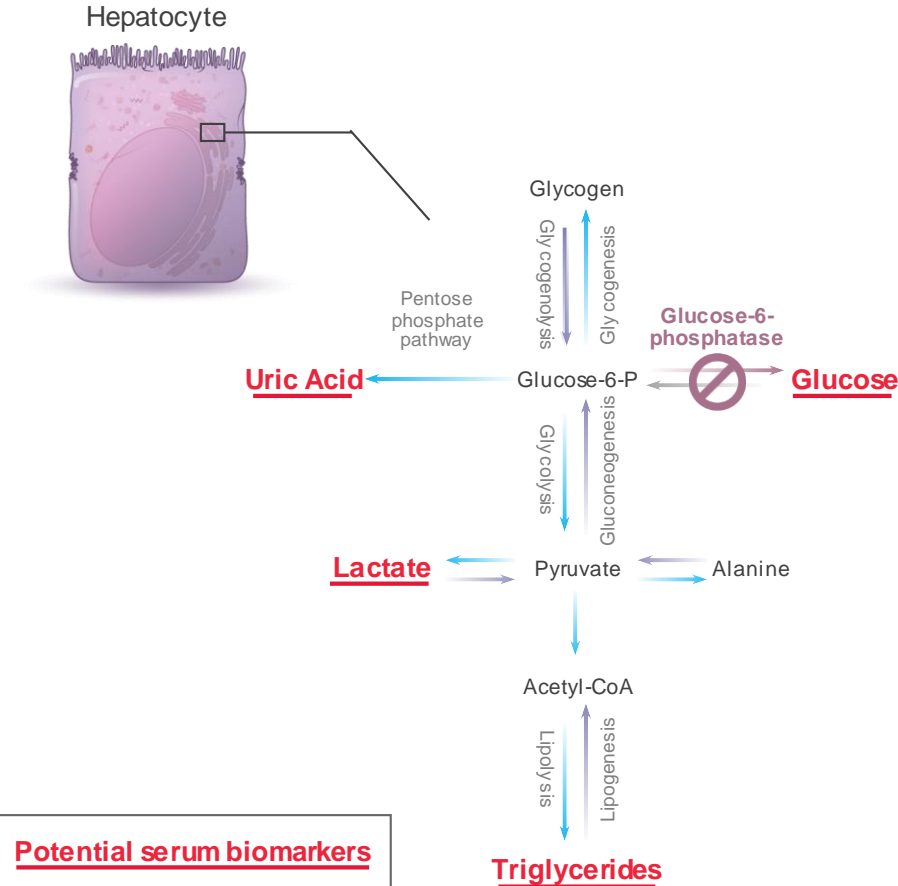 Hepatocyte
Glycogen
Glycogenolysis
Glycogenesis
Pentose
phosphate
pathway
Glucose-6-
phosphatase
Uric Acid
Glucose-6-P
Glucose
Glycolysis
Gluconeogenesis
Lactate
Pyruvate
Alanine
Acetyl-CoA
Lipolysis
Lipogenesis
Potential serum biomarkers
Triglycerides